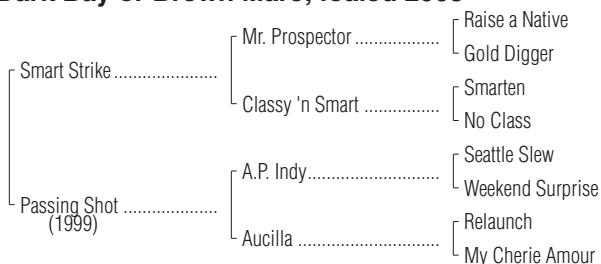 Dark Bay or Brown Mare; foaled
Raise a Native
Mr. Prospector ..................
Gold Digger
Smart Strike ......................
Smarten
Classy 'n Smart ................
No Class
Seattle Slew
A.P. Indy............................
Weekend Surprise
Passing Shot ....................
(1999)
Relaunch
Aucilla ..............................
My Cherie Amour